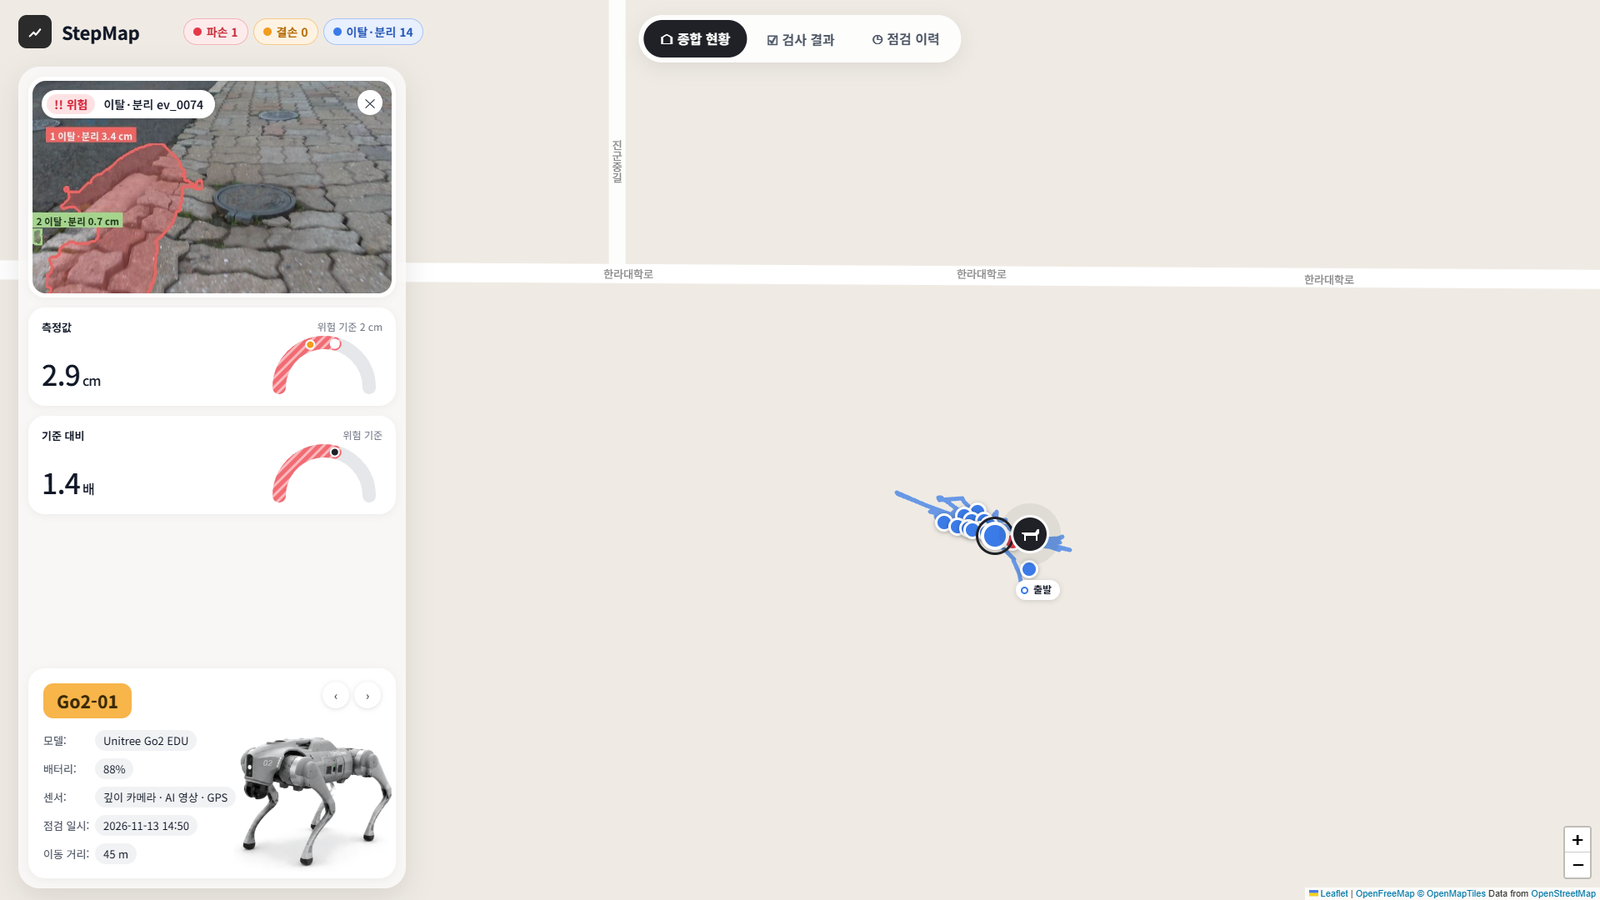 StepMap
파손 1
결손 0
이탈·분리 14
종합 현황
검사 결과
점검 이력
!! 위험
이탈·분리 ev_0074
1 이탈·분리 3.4 cm
2 이탈·분리 0.7 cm
측정값
위험 기준 2 cm
2.9 cm
기준 대비
위험 기준
1.4 배
Go2-01
모델: Unitree Go2 EDU
배터리: 88%
센서: 깊이 카메라 · AI 영상 · GPS
점검 일시: 2026-11-13 14:50
이동 거리: 45 m
02
진군중길
한라대학로
한라대학로
한라대학로
출발
+
−
Leaflet | OpenFreeMap © OpenMapTiles Data from OpenStreetMap